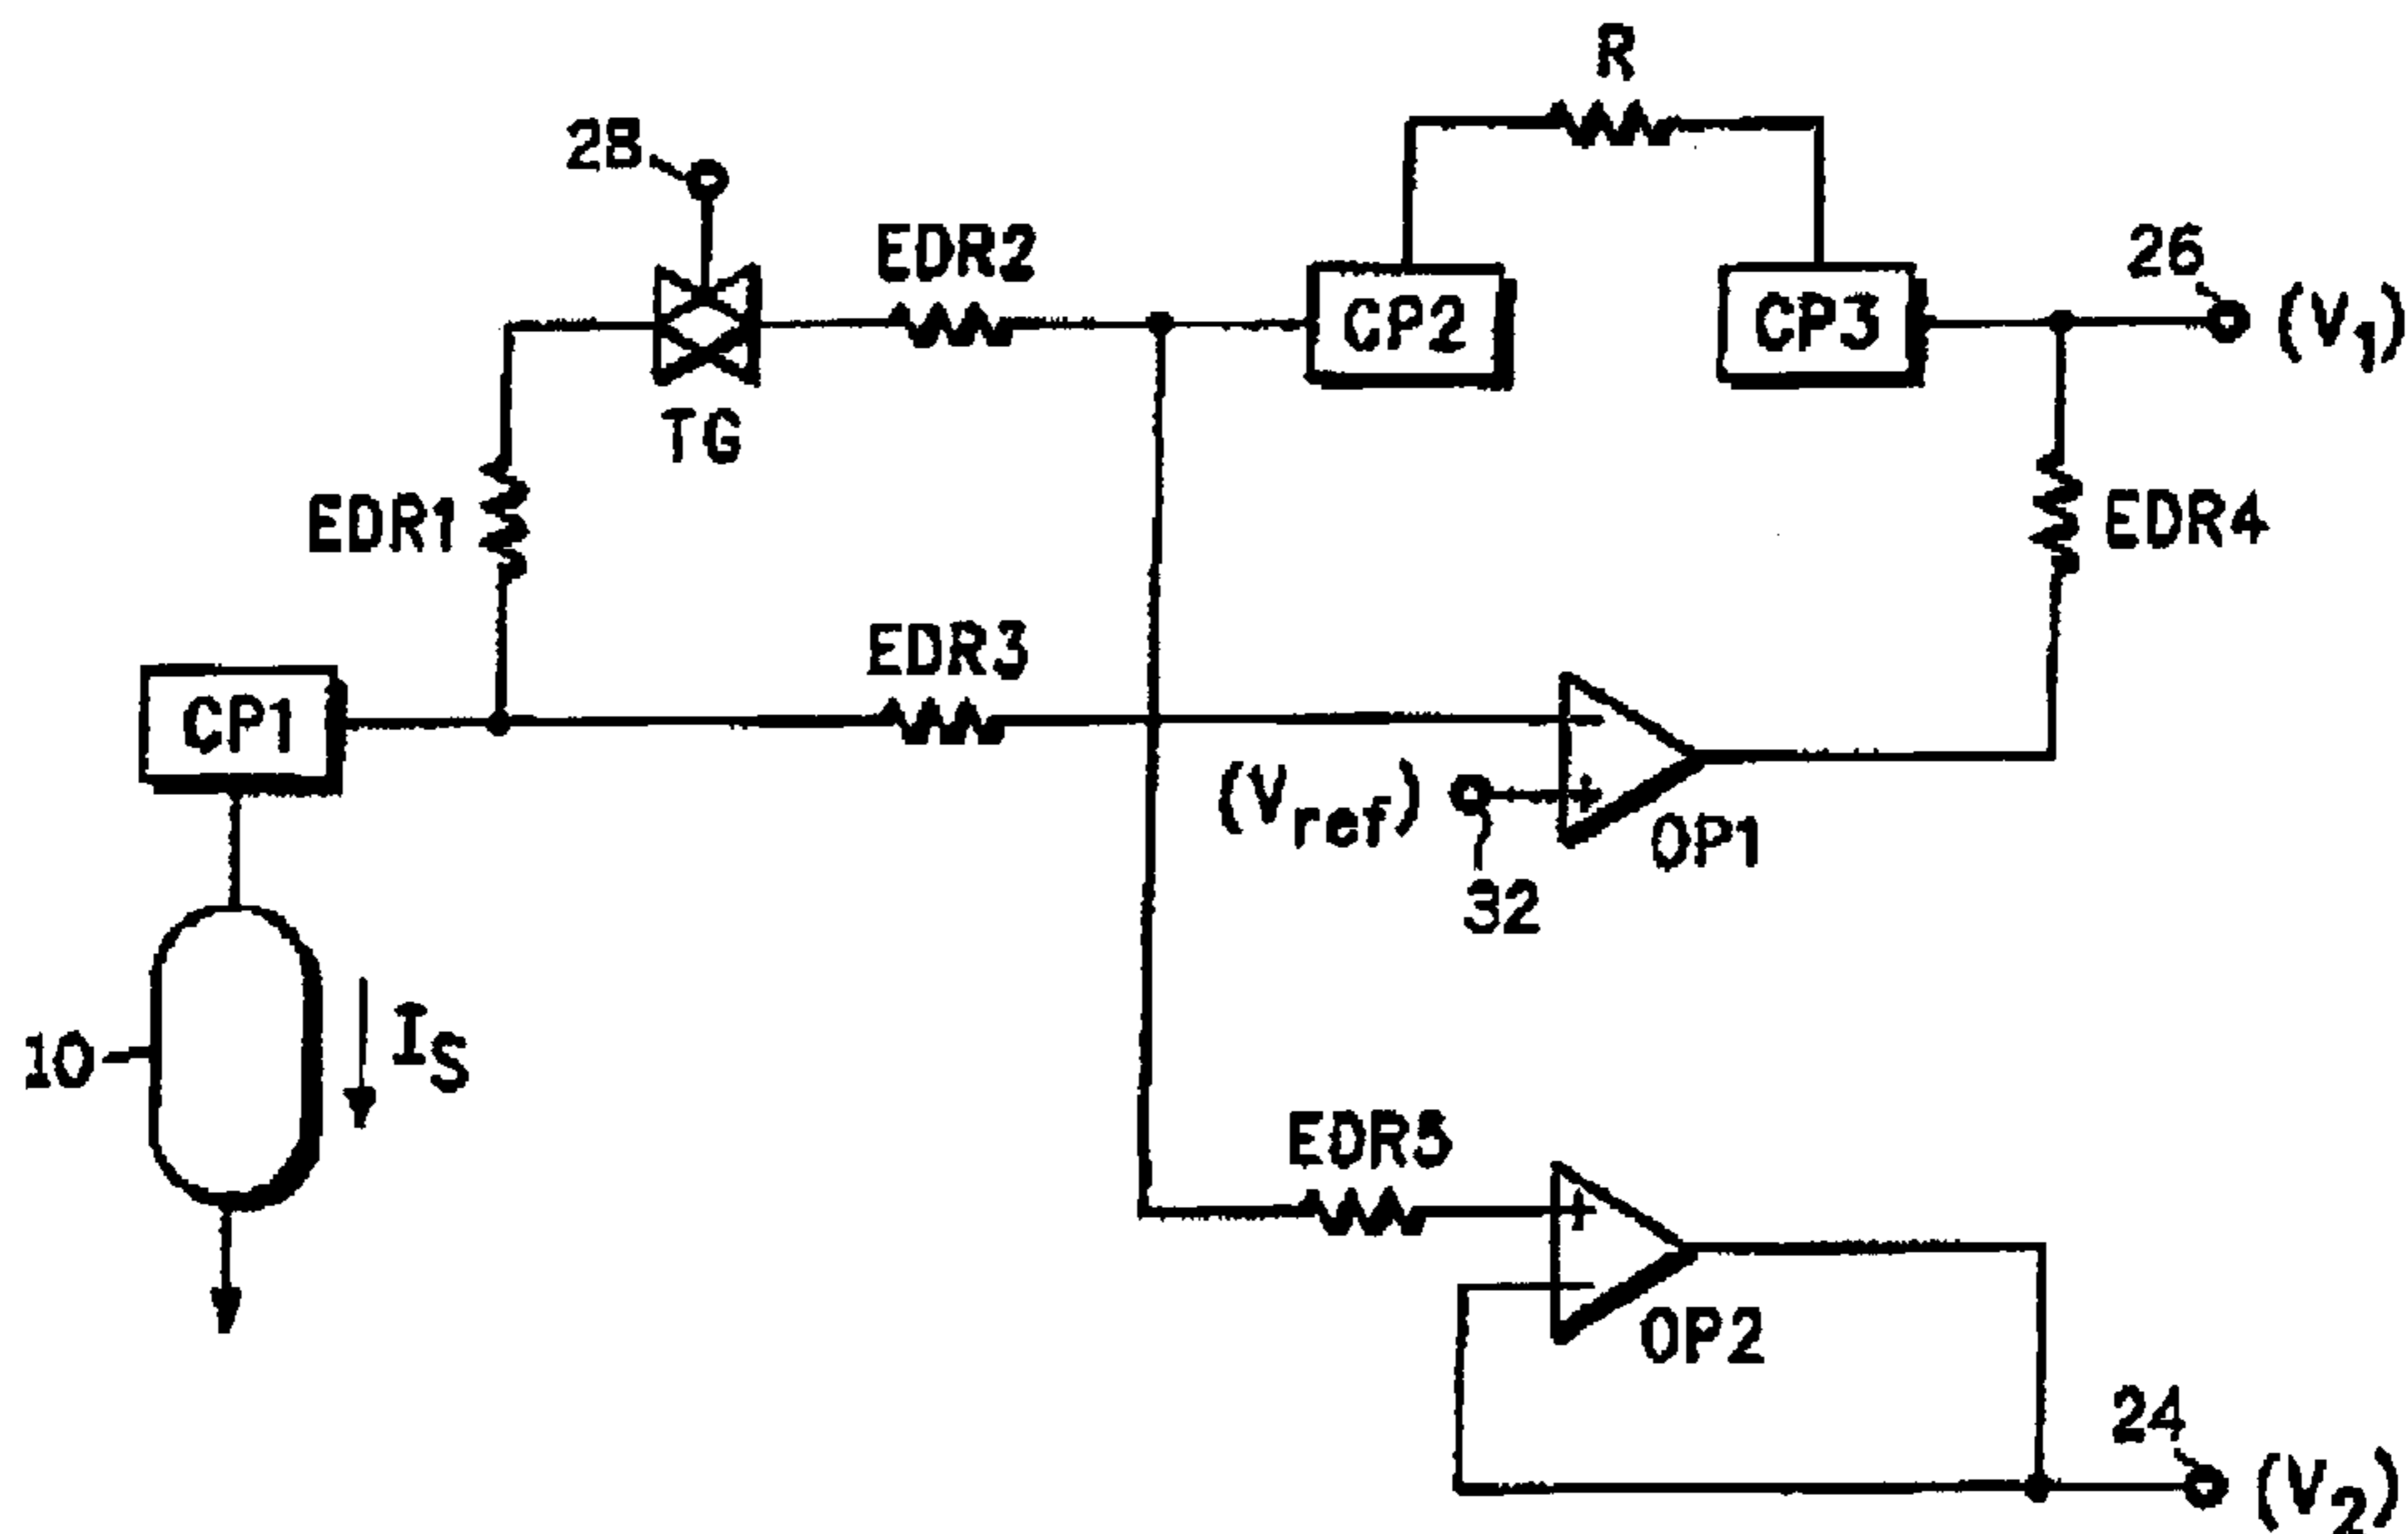 R
28
EDR2
26
CP2
CP3
(V1)
TG
EDR1
EDR4
EDR3
CP1
(Vref)
OP1
32
10
IS
EDR5
OP2
24
(V2)